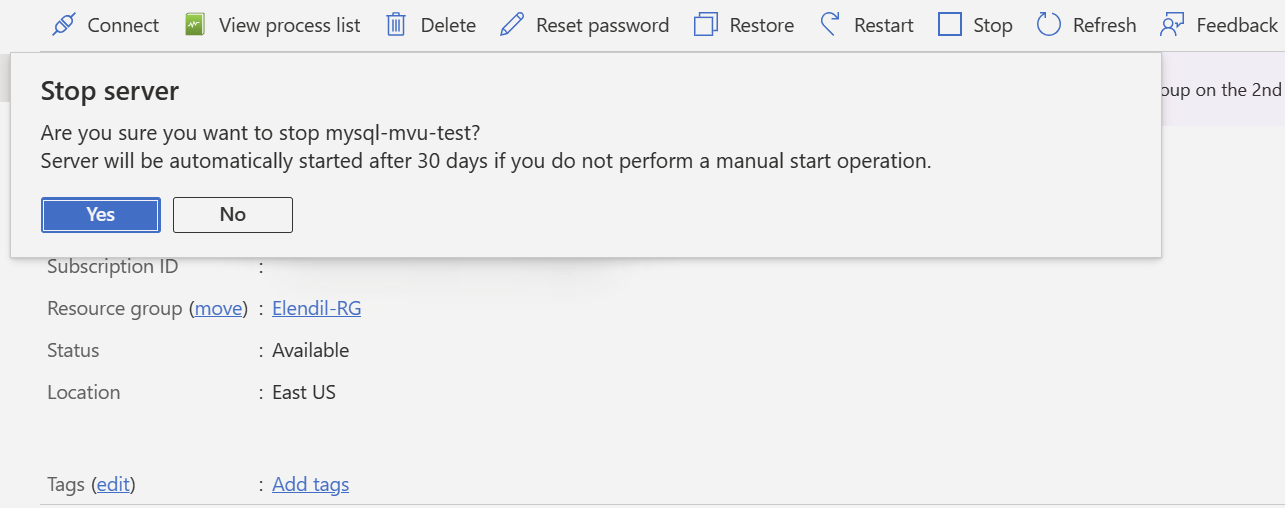 Connect View process list Delete Reset password Restore Restart Stop Refresh Feedback
oup on the 2nd
Stop server
Are you sure you want to stop mysql-mvu-test?
Server will be automatically started after 30 days if you do not perform a manual start operation.
Yes No
Subscription ID :
Resource group (move) : Elendil-RG
Status : Available
Location : East US
Tags (edit) : Add tags